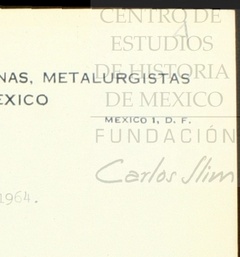 CENTRO DE
ESTUDIOS
DE HISTORIA
DE MEXICO
FUNDACIÓN
Carlos Slim
NAS, METALURGISTAS
EXICO
MEXICO 1, D. F.
1964.